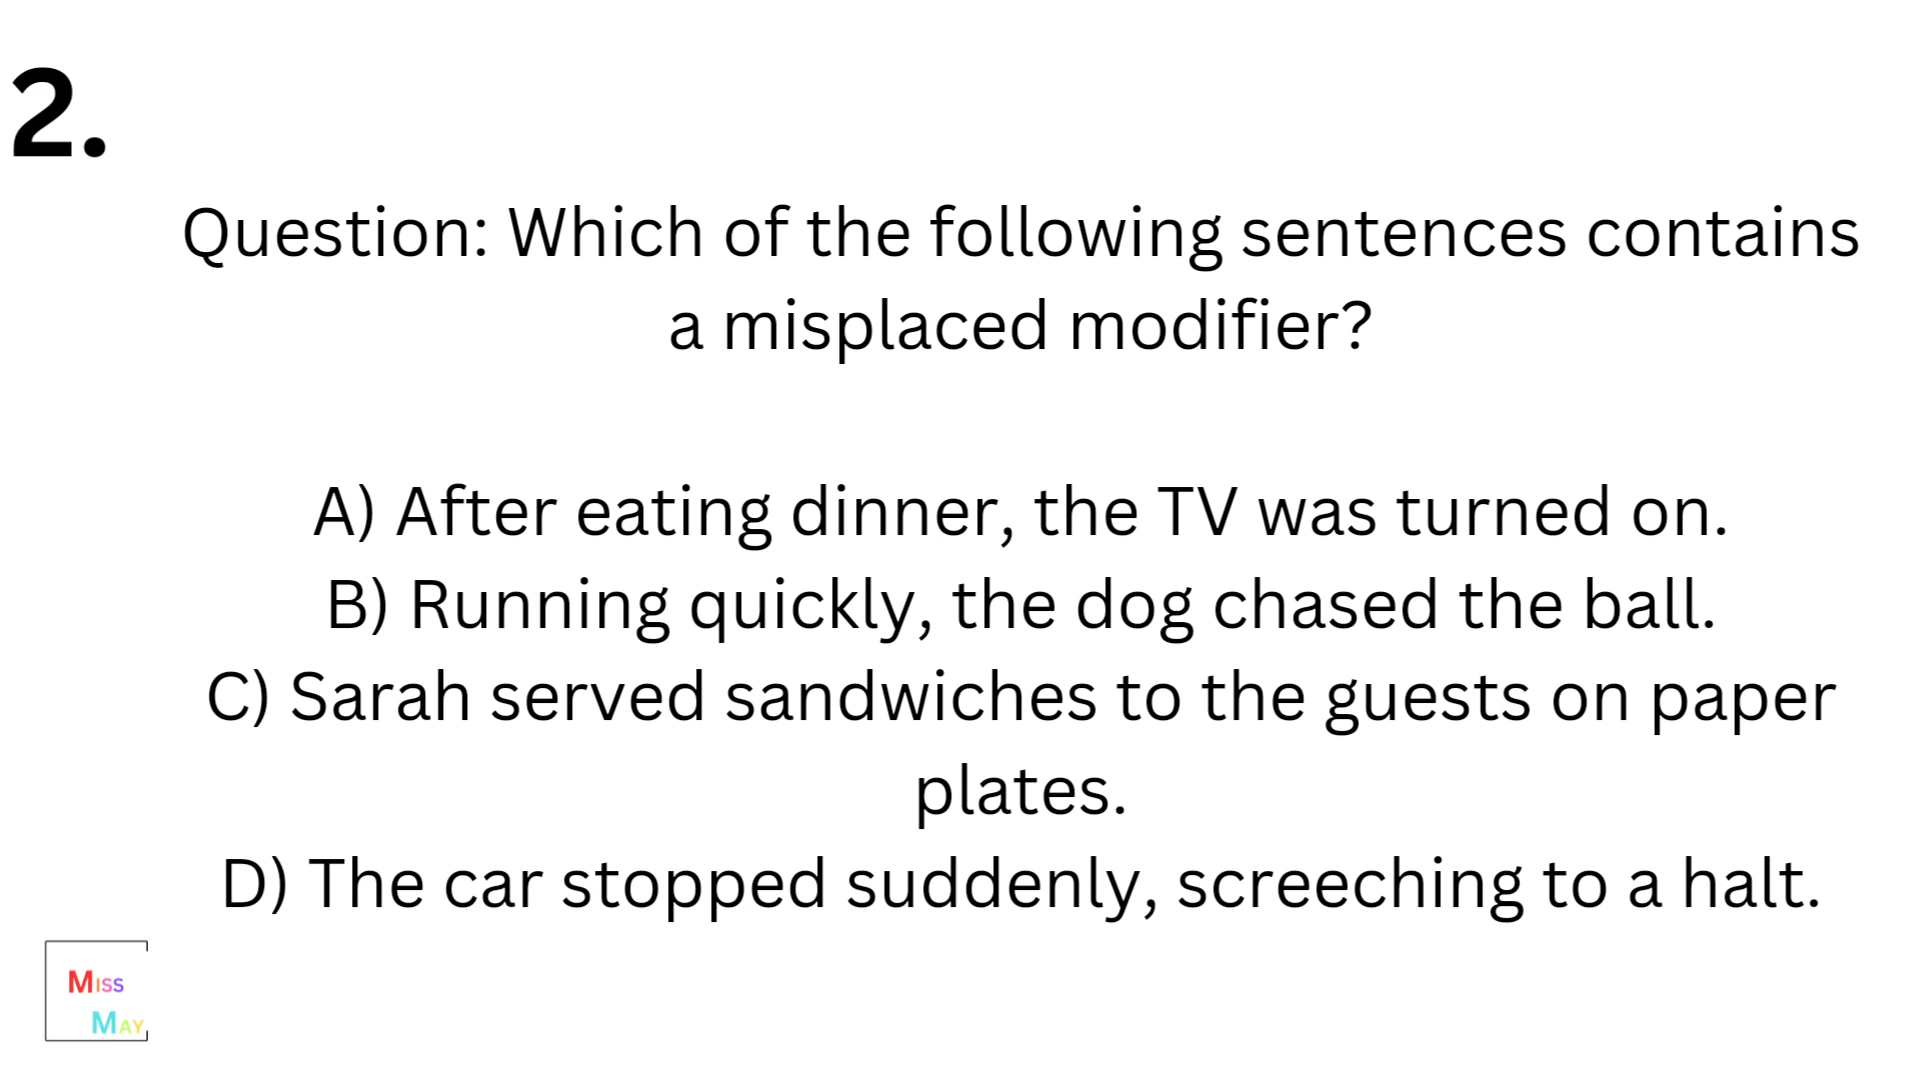 2.
Question: Which of the following sentences contains
a misplaced modifier?
A) After eating dinner, the TV was turned on.
B) Running quickly, the dog chased the ball.
C) Sarah served sandwiches to the guests on paper
plates.
D) The car stopped suddenly, screeching to a halt.
MISS
MAY